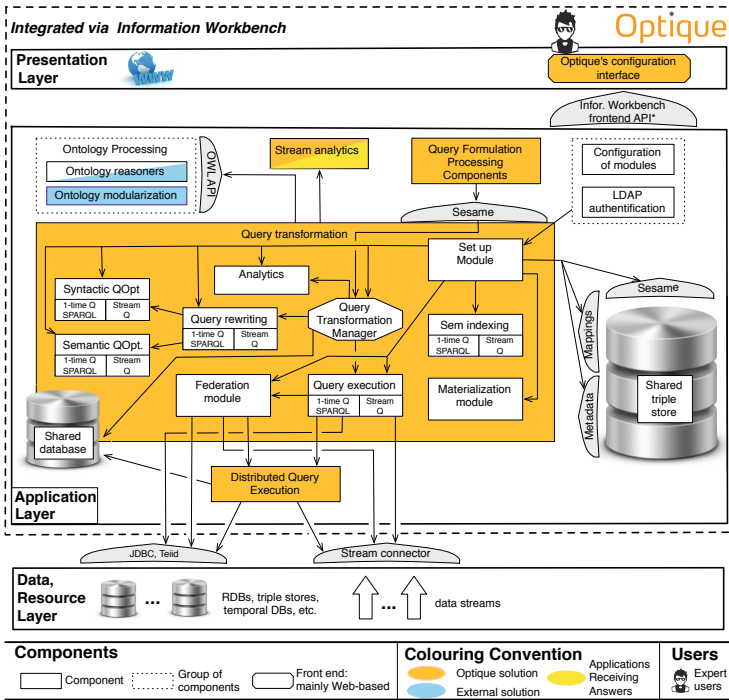 Integrated via Information Workbench
Optique
Presentation
Layer
WWW
Optique's configuration
interface
Infor. Workbench
frontend API*
Ontology Processing
Ontology reasoners
Ontology modularization
OWL API
Stream analytics
Query Formulation
Processing
Components
Configuration
of modules
LDAP
authentification
Sesame
Query transformation
Set up
Module
Analytics
Syntactic QOpt
1-time Q
SPARQL
Stream
Q
Query rewriting
1-time Q
SPARQL
Stream
Q
Query
Transformation
Manager
Sem indexing
1-time Q
SPARQL
Stream
Q
Semantic QOpt.
1-time Q
SPARQL
Stream
Q
Sesame
Mappings
Metadata
Shared
triple
store
Federation
module
Query execution
1-time Q
SPARQL
Stream
Q
Materialization
module
Shared
database
Distributed Query
Execution
Application
Layer
JDBC, Teiid
Stream connector
Data,
Resource
Layer
...
RDBs, triple stores,
temporal DBs, etc.
...
data streams
Components
Component
Group of
components
Front end:
mainly Web-based
Colouring Convention
Optique solution
External solution
Applications
Receiving
Answers
Users
Expert
users